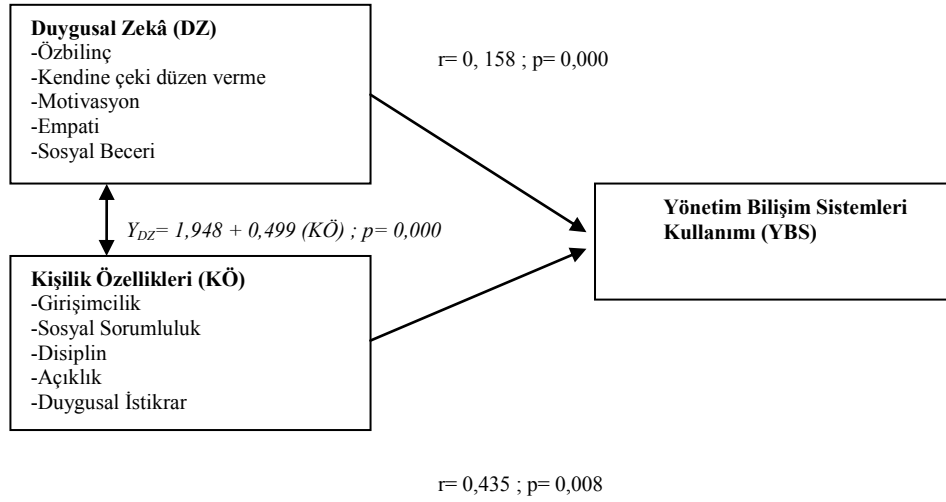 Duygusal Zekâ (DZ)
-Özbilinç
-Kendine çeki düzen verme
-Motivasyon
-Empati
-Sosyal Beceri
r= 0, 158 ; p= 0,000
Yönetim Bilişim Sistemleri
Kullanımı (YBS)
YDZ= 1,948 + 0,499 (KÖ) ; p= 0,000
Kişilik Özellikleri (KÖ)
-Girişimcilik
-Sosyal Sorumluluk
-Disiplin
-Açıklık
-Duygusal İstikrar
r= 0,435 ; p= 0,008